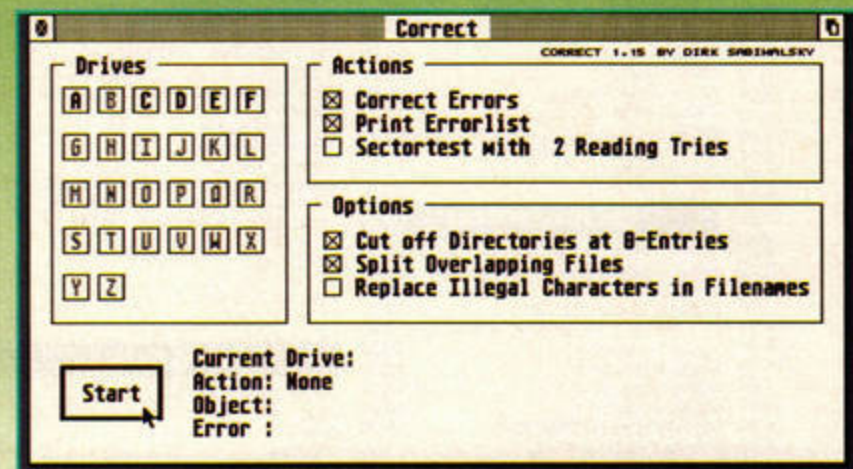 Correct
CORRECT 1.15 BY DIRK SABIWALSKY
Drives
A B C D E F
G H I J K L
M N O P Q R
S T U V W X
Y Z
Actions
Correct Errors
Print Errorlist
Sectortest with 2 Reading Tries
Options
Cut off Directories at 0-Entries
Split Overlapping Files
Replace Illegal Characters in Filenames
Start
Current Drive:
Action: None
Object:
Error :